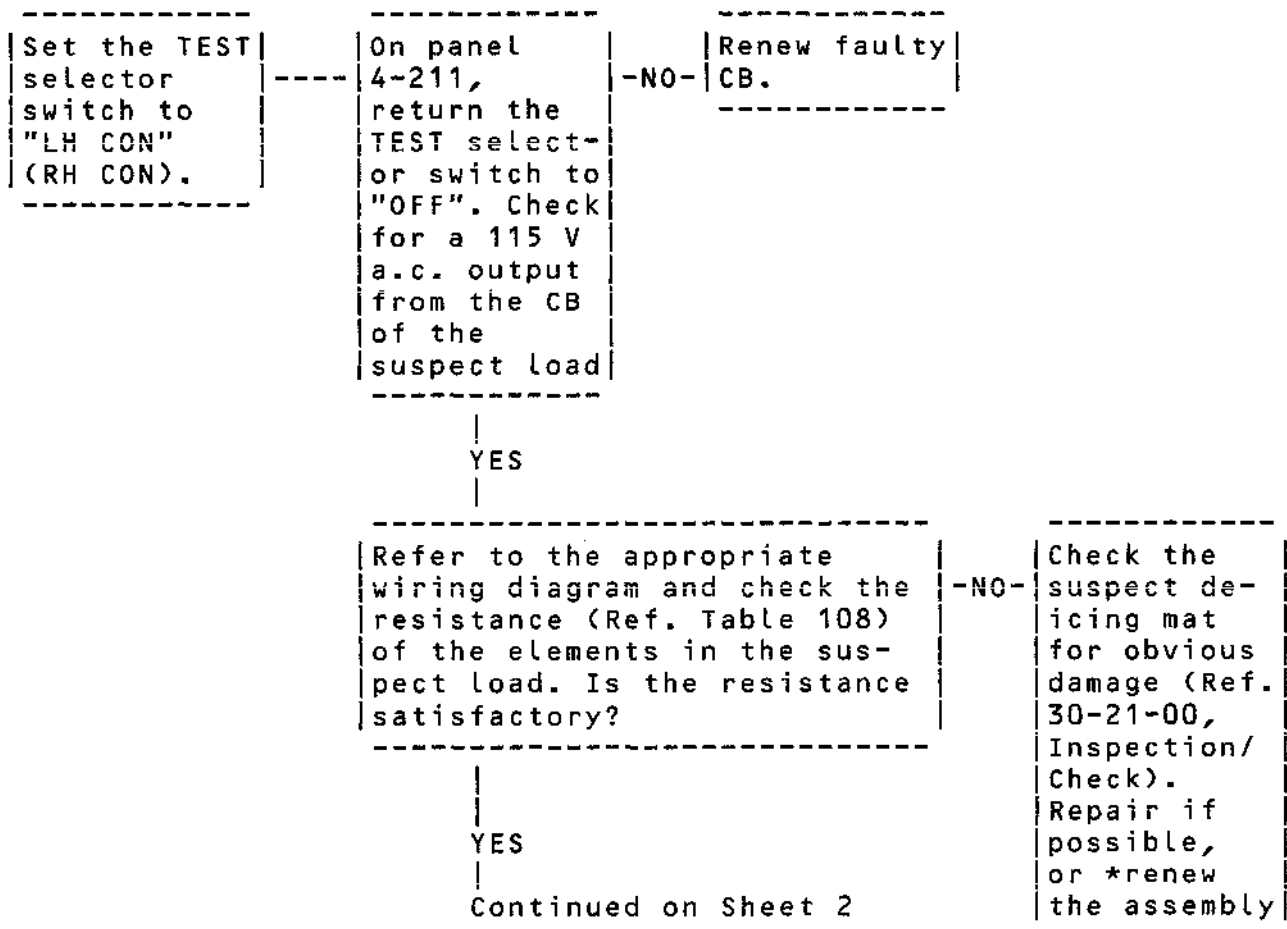 Set the TEST
selector
switch to
"LH CON"
(RH CON).
On panel
4-211,
return the
TEST select-
or switch to
"OFF". Check
for a 115 V
a.c. output
from the CB
of the
suspect load
-NO-
Renew faulty
CB.
YES
Refer to the appropriate
wiring diagram and check the
resistance (Ref. Table 108)
of the elements in the sus-
pect load. Is the resistance
satisfactory?
-NO-
Check the
suspect de-
icing mat
for obvious
damage (Ref.
30-21-00,
Inspection/
Check).
Repair if
possible,
or *renew
the assembly
YES
Continued on Sheet 2